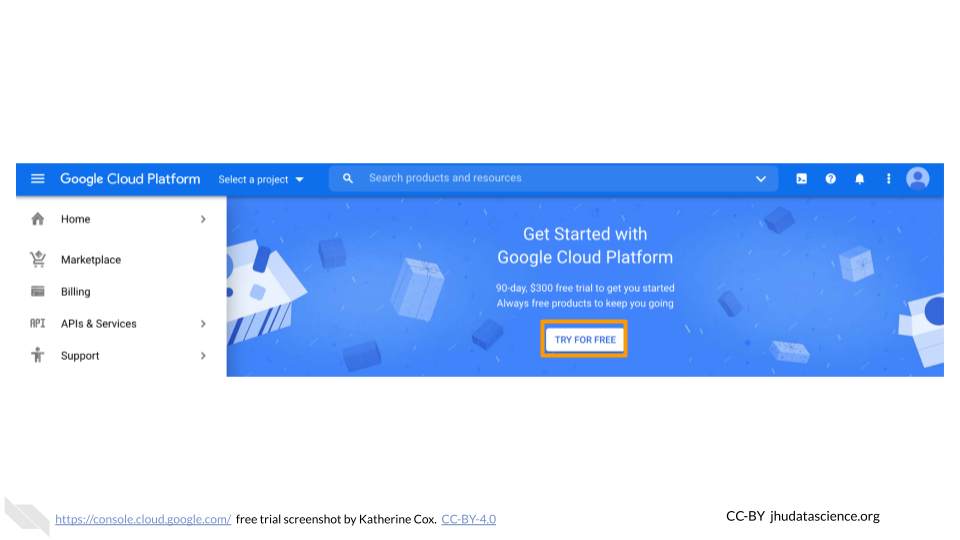 Google Cloud Platform Select a project Search products and resources
Home
Marketplace
Billing
API APIs & Services
Support
Get Started with
Google Cloud Platform
90-day, $300 free trial to get you started
Always free products to keep you going
TRY FOR FREE
https://console.cloud.google.com/ free trial screenshot by Katherine Cox. CC-BY-4.0
CC-BY jhudatascience.org